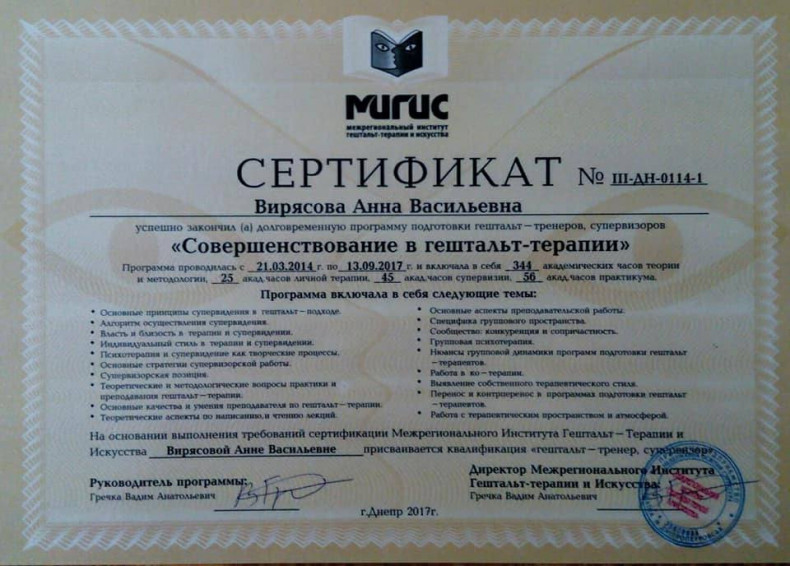 МИГИС
межрегиональный институт
гештальт-терапии и искусства
СЕРТИФИКАТ № III-ДН-0114-1
Вирясова Анна Васильевна
успешно закончил (а) долговременную программу подготовки гештальт-тренеров, супервизоров
«Совершенствование в гештальт-терапии»
Программа проводилась с 21.03.2014 г. по 13.09.2017 г. и включала в себя 344 академических часов теории
и методологии, 25 акад.часов личной терапии, 45 акад.часов супервизии, 56 акад.часов практикума.
Программа включала в себя следующие темы:
• Основные принципы супервидения в гештальт-подходе.
• Алгоритм осуществления супервидения.
• Власть и близость в терапии и супервидении.
• Индивидуальный стиль в терапии и супервидении.
• Психотерапия и супервидение как творческие процессы.
• Основные стратегии супервизорской работы.
• Супервизорская позиция.
• Теоретические и методологические вопросы практики и
преподавания гештальт-терапии.
• Основные качества и умения преподавателя по гештальт-терапии.
• Теоретические аспекты по написанию и чтению лекций.
• Основные аспекты преподавательской работы.
• Специфика группового пространства.
• Сообщество: конкуренция и сопричастность.
• Групповая психотерапия.
• Нюансы групповой динамики программ подготовки гештальт
-терапевтов.
• Работа в ко-терапии.
• Выявление собственного терапевтического стиля.
• Перенос и контрперенос в программах подготовки гештальт
-терапевтов.
• Работа с терапевтическим пространством и атмосферой.
На основании выполнения требований сертификации Межрегионального Института Гештальт-Терапии и
Искусства Вирясовой Анне Васильевне присваивается квалификация «гештальт-тренер, супервизор».
Руководитель программы:
Гречка Вадим Анатольевич
Директор Межрегионального Института
Гештальт-терапии и Искусства:
Гречка Вадим Анатольевич
г.Днепр 2017г.